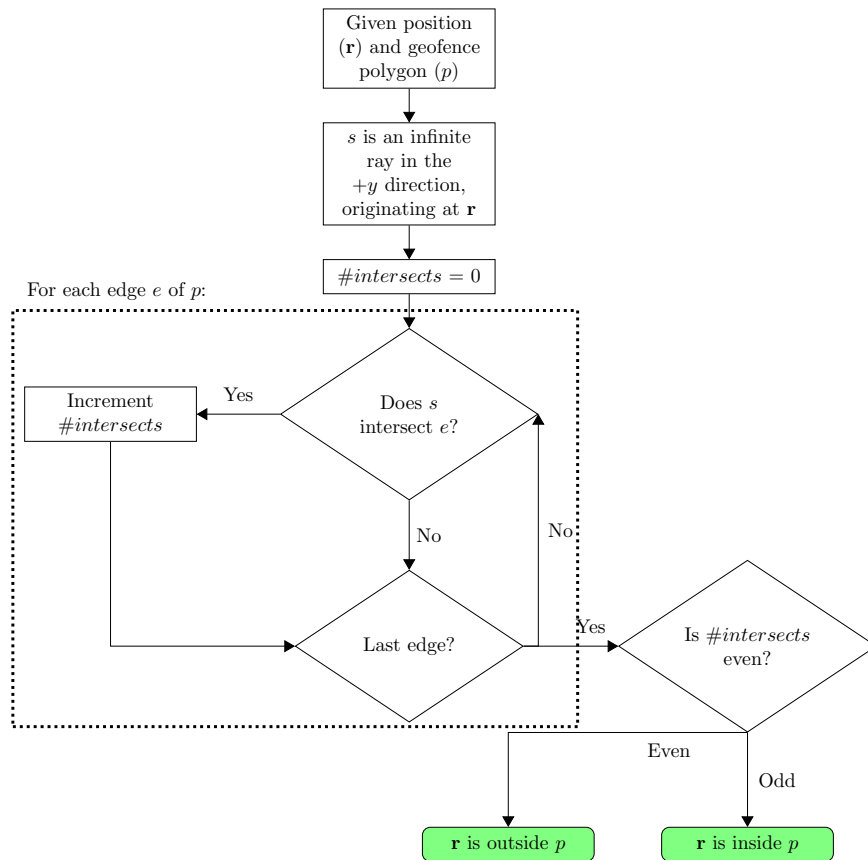 Given position
(r) and geofence
polygon (p)
s is an infinite
ray in the
+y direction,
originating at r
#intersects = 0
For each edge e of p:
Does s
intersect e?
Yes
Increment
#intersects
No
No
Last edge?
Yes
Is #intersects
even?
Even
Odd
r is outside p
r is inside p